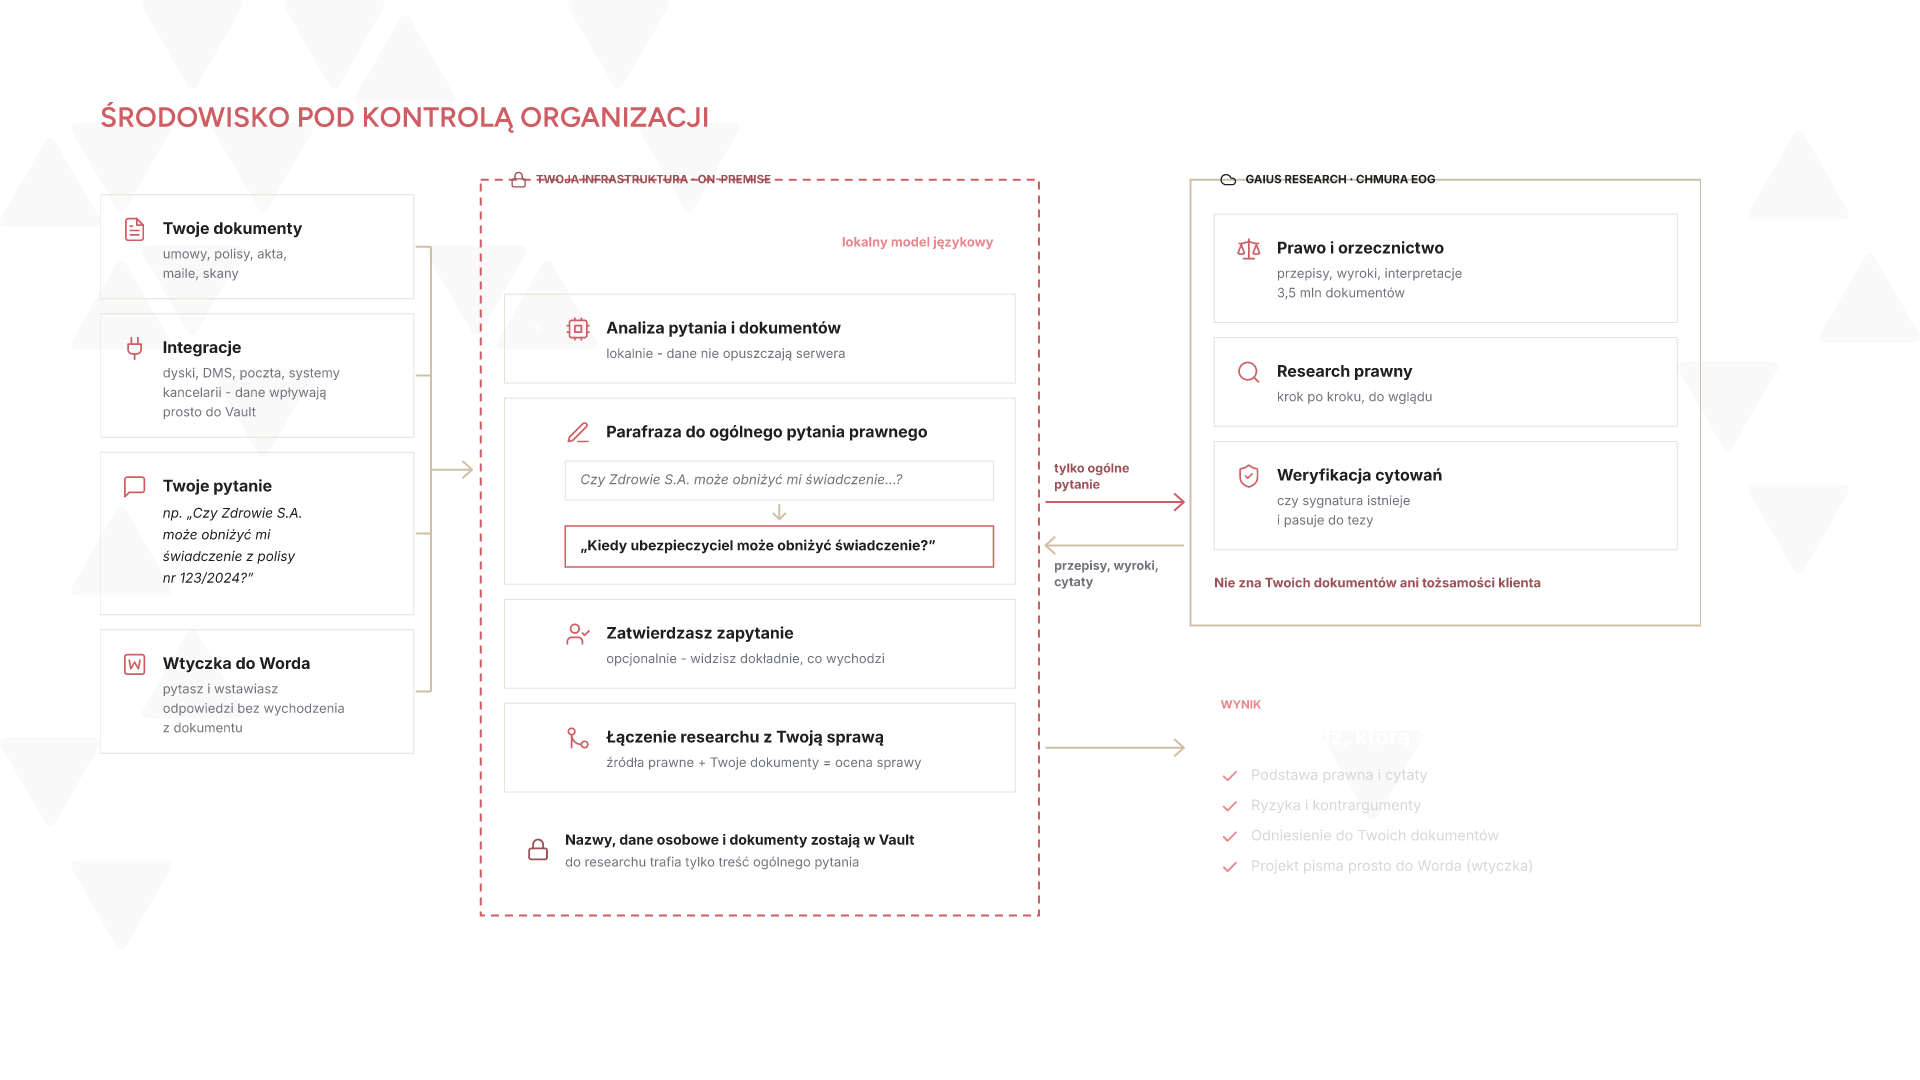 ŚRODOWISKO POD KONTROLĄ ORGANIZACJI
Twoje dokumenty
umowy, polisy, akta,
maile, skany
Integracje
dyski, DMS, poczta, systemy
kancelarii - dane wpływają
prosto do Vault
Twoje pytanie
np. „Czy Zdrowie S.A.
może obniżyć mi
świadczenie z polisy
nr 123/2024?”
Wtyczka do Worda
pytasz i wstawiasz
odpowiedzi bez wychodzenia
z dokumentu
TWOJA INFRASTRUKTURA · ON-PREMISE
lokalny model językowy
Analiza pytania i dokumentów
lokalnie - dane nie opuszczają serwera
Parafraza do ogólnego pytania prawnego
Czy Zdrowie S.A. może obniżyć mi świadczenie...?
„Kiedy ubezpieczyciel może obniżyć świadczenie?”
Zatwierdzasz zapytanie
opcjonalnie - widzisz dokładnie, co wychodzi
Łączenie researchu z Twoją sprawą
źródła prawne + Twoje dokumenty = ocena sprawy
Nazwy, dane osobowe i dokumenty zostają w Vault
do researchu trafia tylko treść ogólnego pytania
tylko ogólne
pytanie
przepisy, wyroki,
cytaty
GAIUS RESEARCH · CHMURA EOG
Prawo i orzecznictwo
przepisy, wyroki, interpretacje
3,5 mln dokumentów
Research prawny
krok po kroku, do wglądu
Weryfikacja cytowań
czy sygnatura istnieje
i pasuje do tezy
Nie zna Twoich dokumentów ani tożsamości klienta
WYNIK
którą
Podstawa prawna i cytaty
Ryzyka i kontrargumenty
Odniesienie do Twoich dokumentów
Projekt pisma prosto do Worda (wtyczka)